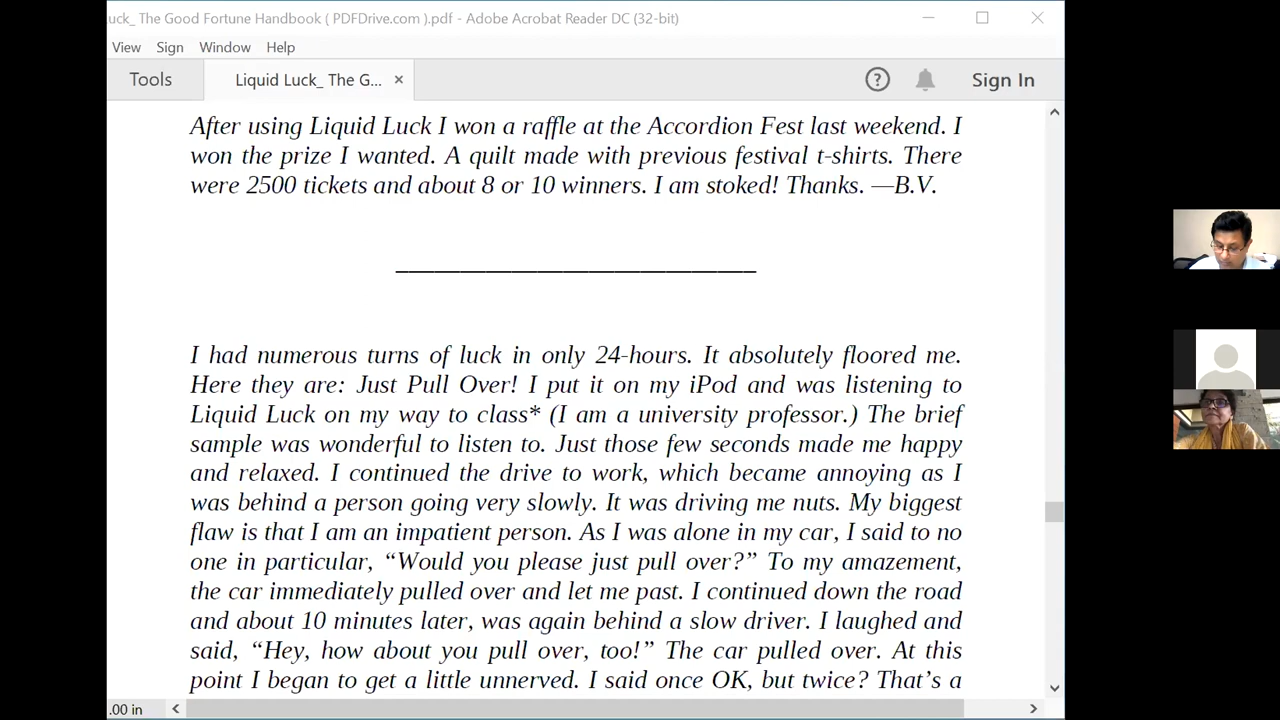 uck_ The Good Fortune Handbook ( PDFDrive.com ).pdf - Adobe Acrobat Reader DC (32-bit)
View Sign Window Help
Tools Liquid Luck_ The G... × ? Sign In
After using Liquid Luck I won a raffle at the Accordion Fest last weekend. I
won the prize I wanted. A quilt made with previous festival t-shirts. There
were 2500 tickets and about 8 or 10 winners. I am stoked! Thanks. —B.V.
I had numerous turns of luck in only 24-hours. It absolutely floored me.
Here they are: Just Pull Over! I put it on my iPod and was listening to
Liquid Luck on my way to class* (I am a university professor.) The brief
sample was wonderful to listen to. Just those few seconds made me happy
and relaxed. I continued the drive to work, which became annoying as I
was behind a person going very slowly. It was driving me nuts. My biggest
flaw is that I am an impatient person. As I was alone in my car, I said to no
one in particular, “Would you please just pull over?” To my amazement,
the car immediately pulled over and let me past. I continued down the road
and about 10 minutes later, was again behind a slow driver. I laughed and
said, “Hey, how about you pull over, too!” The car pulled over. At this
point I began to get a little unnerved. I said once OK, but twice? That’s a
.00 in